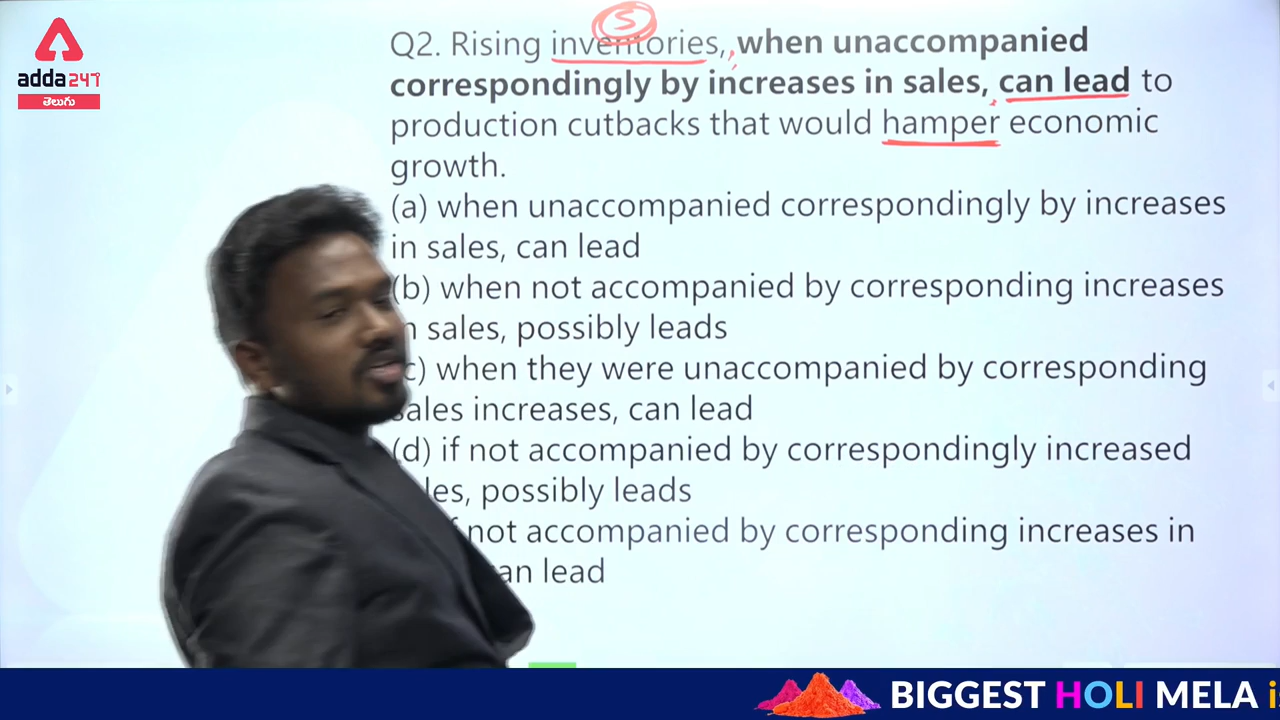 adda247
తెలుగు
S
Q2. Rising inventories, when unaccompanied
correspondingly by increases in sales, can lead to
production cutbacks that would hamper economic
growth.
(a) when unaccompanied correspondingly by increases
in sales, can lead
(b) when not accompanied by corresponding increases
sales, possibly leads
when they were unaccompanied by corresponding
sales increases, can lead
(d) if not accompanied by correspondingly increased
possibly leads
not accompanied by corresponding increases in
lead
BIGGEST HOLI MELA